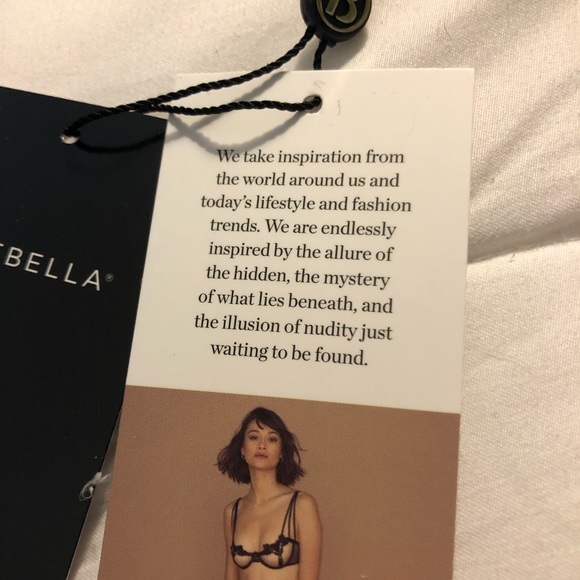 B
TBELLA®
We take inspiration from
the world around us and
today's lifestyle and fashion
trends. We are endlessly
inspired by the allure of
the hidden, the mystery
of what lies beneath, and
the illusion of nudity just
waiting to be found.